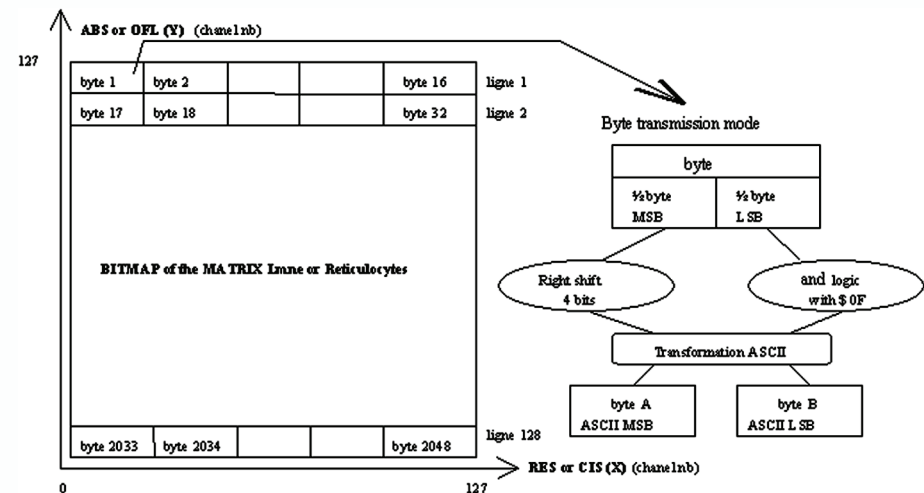 ABS or OFL (Y) (chanel nb)
127
byte 1 byte 2 byte 16 ligne 1
byte 17 byte 18 byte 32 ligne 2
BITMAP of the MATRIX Lmne or Reticulocytes
byte 2033 byte 2034 byte 2048 ligne 128
RES or CIS (X) (chanel nb)
0 127
Byte transmission mode
byte
½ byte
MSB
½ byte
LSB
Right shift
4 bits
and logic
with $ 0F
Transformation ASCII
byte A
ASCII MSB
byte B
ASCII LSB